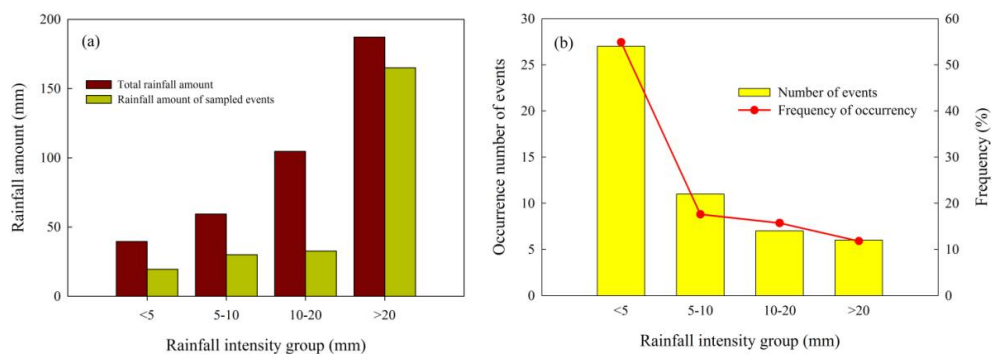 (a)
Total rainfall amount
Rainfall amount of sampled events
Rainfall amount (mm)
200
150
100
50
0
<5
5-10
10-20
>20
Rainfall intensity group (mm)
(b)
Number of events
Frequency of occurrency
Occurrence number of events
30
25
20
15
10
5
0
<5
5-10
10-20
>20
Rainfall intensity group (mm)
60
50
40
30
20
10
0
Frequency (%)